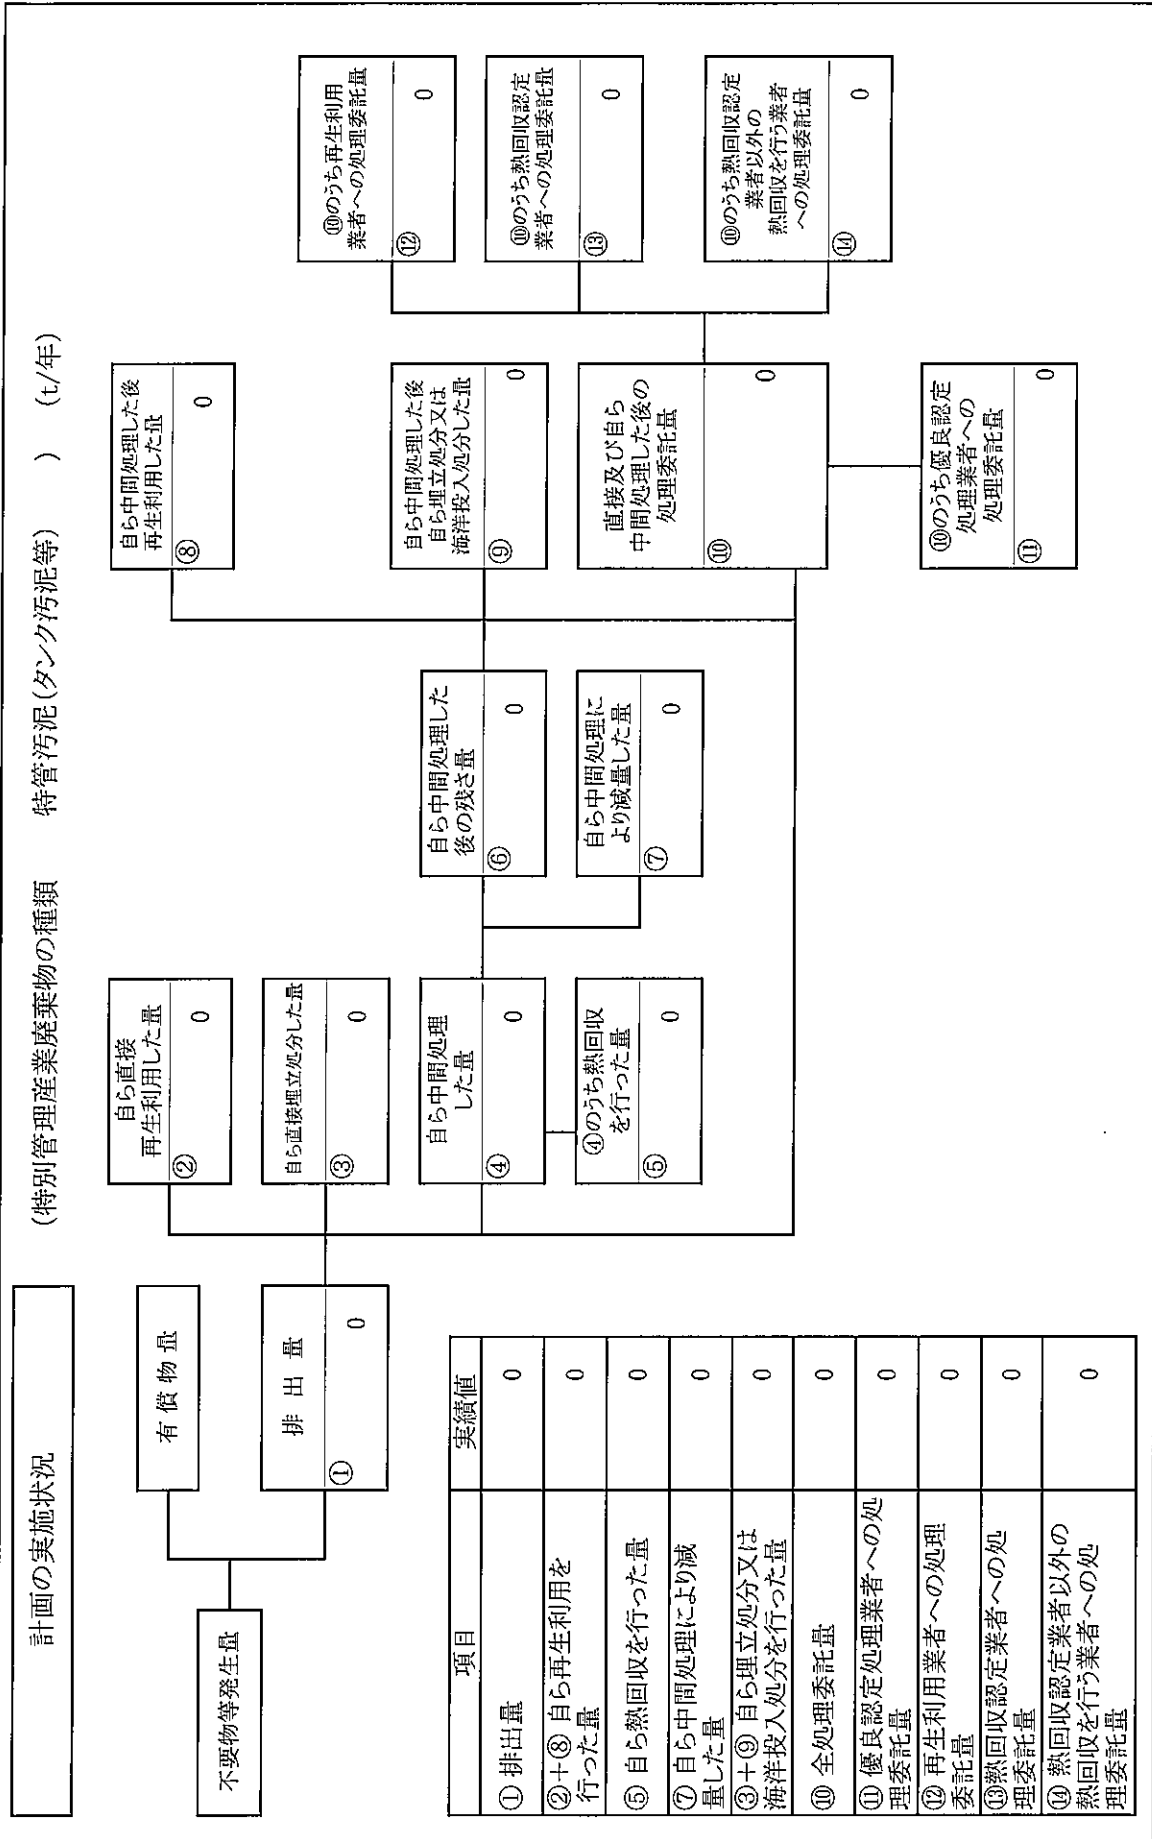 計画の実施状況
(特別管理産業廃棄物の種類 特管汚泥(タンク汚泥等) ) (t/年)
不要物等発生量
有償物量
排出量
① 0
自ら直接
再生利用した量
② 0
自ら直接埋立処分した量
③ 0
自ら中間処理
した量
④ 0
④のうち熱回収
を行った量
⑤ 0
自ら中間処理した
後の残さ量
⑥ 0
自ら中間処理に
より減量した量
⑦ 0
自ら中間処理した後
再生利用した量
⑧ 0
自ら中間処理した後
自ら埋立処分又は
海洋投入処分した量
⑨ 0
直接及び自ら
中間処理した後の
処理委託量
⑩ 0
⑩のうち優良認定
処理業者への
処理委託量
⑪ 0
⑩のうち再生利用
業者への処理委託量
⑫ 0
⑩のうち熱回収認定
業者への処理委託量
⑬ 0
⑩のうち熱回収認定
業者以外の
熱回収を行う業者
への処理委託量
⑭ 0
項目 実績値
①排出量 0
②+⑧ 自ら再生利用を
行った量 0
⑤ 自ら熱回収を行った量 0
⑦ 自ら中間処理により減
量した量 0
③+⑨ 自ら埋立処分又は
海洋投入処分を行った量 0
⑩ 全処理委託量 0
⑪ 優良認定処理業者への処
理委託量 0
⑫ 再生利用業者への処理
委託量 0
⑬熱回収認定業者への処
理委託量 0
⑭ 熱回収認定業者以外の
熱回収を行う業者への処
理委託量 0